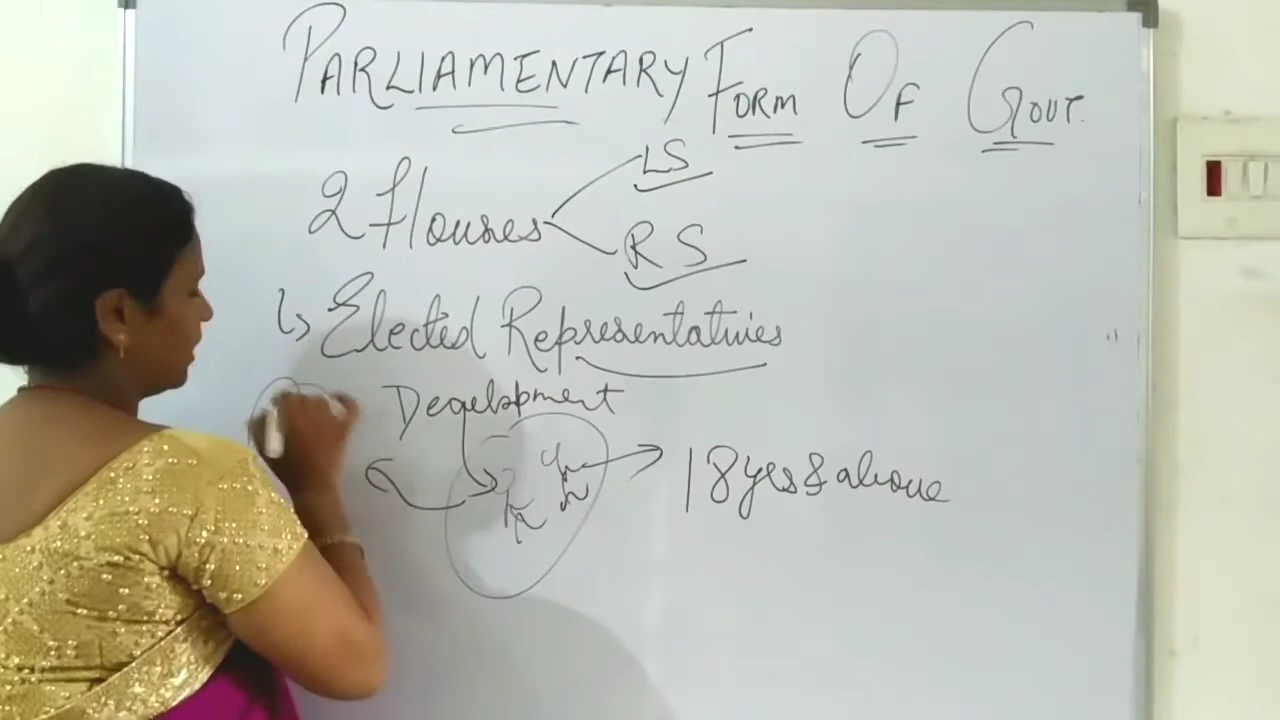 PARLIAMENTARY FORM OF GOVT.
2 Houses
LS
RS
↳ Elected Representatives
Development
18 yrs & above